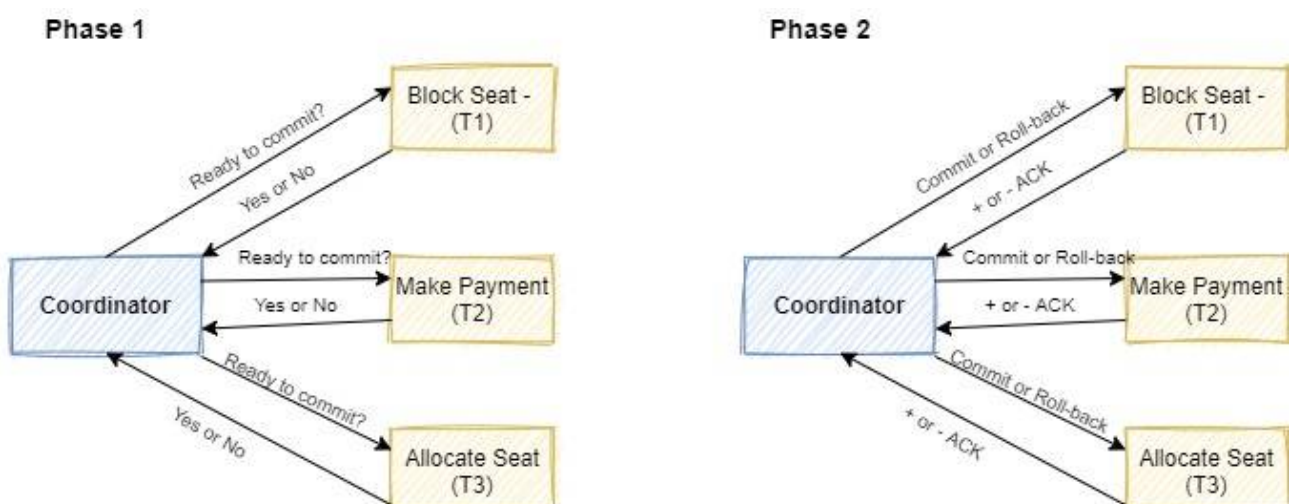 Phase 1
Block Seat -
(T1)
Ready to commit?
Yes or No
Ready to commit?
Coordinator
Make Payment
(T2)
Yes or No
Ready to commit?
Yes or No
Allocate Seat
(T3)
Phase 2
Block Seat -
(T1)
Commit or Roll-back
+ or - ACK
Commit or Roll-back
Coordinator
Make Payment
(T2)
+ or - ACK
Commit or Roll-back
+ or - ACK
Allocate Seat
(T3)